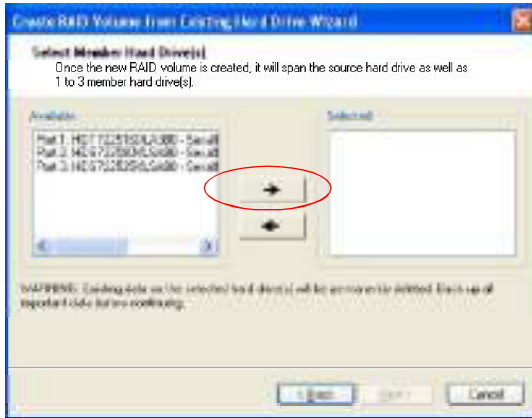 Create RAID Volume from Existing Hard Drive Wizard
Select Member Hard Drive(s)
Once the new RAID volume is created, it will span the source hard drive as well as
1 to 3 member hard drive(s).
Available
Selected
Port 1:
Port 2:
Port 3:
WARNING: Existing data on the selected hard drive(s) will be permanently deleted. Back up all
important data before continuing.
< Back
Next >
Cancel